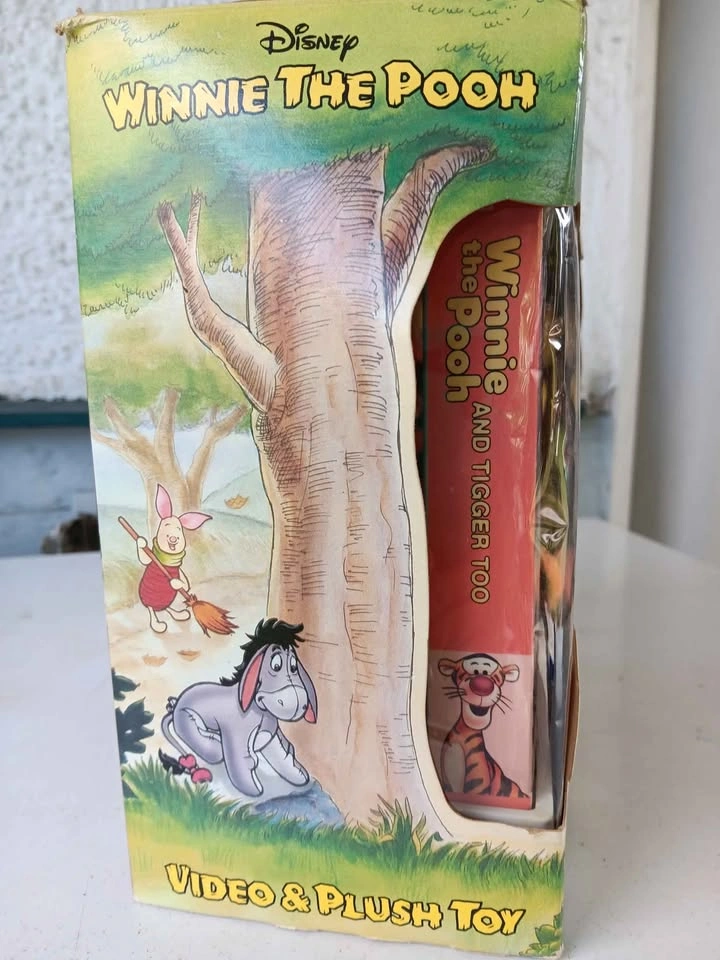 Disney
WINNIE THE POOH
Winnie
the Pooh
AND TIGGER TOO
VIDEO & PLUSH TOY